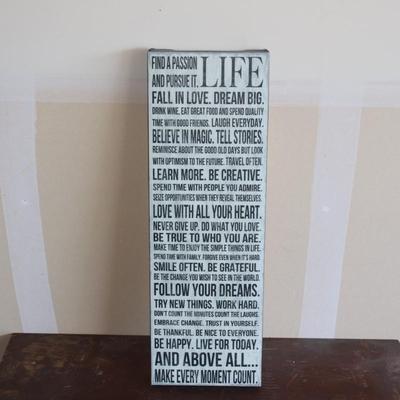 FIND A PASSION
AND PURSUE IT. LIFE
FALL IN LOVE. DREAM BIG.
DRINK WINE, EAT GREAT FOOD AND SPEND QUALITY
TIME WITH GOOD FRIENDS. LAUGH EVERYDAY.
BELIEVE IN MAGIC. TELL STORIES.
REMINISCE ABOUT THE GOOD OLD DAYS BUT LOOK
WITH OPTIMISM TO THE FUTURE. TRAVEL OFTEN.
LEARN MORE. BE CREATIVE.
SPEND TIME WITH PEOPLE YOU ADMIRE.
SEIZE OPPORTUNITIES WHEN THEY REVEAL THEMSELVES.
LOVE WITH ALL YOUR HEART.
NEVER GIVE UP. DO WHAT YOU LOVE.
BE TRUE TO WHO YOU ARE.
MAKE TIME TO ENJOY THE SIMPLE THINGS IN LIFE.
SPEND TIME WITH FAMILY. FORGIVE EVEN WHEN IT'S HARD.
SMILE OFTEN. BE GRATEFUL.
BE THE CHANGE YOU WISH TO SEE IN THE WORLD.
FOLLOW YOUR DREAMS.
TRY NEW THINGS. WORK HARD.
DON'T COUNT THE MINUTES COUNT THE LAUGHS.
EMBRACE CHANGE. TRUST IN YOURSELF.
BE THANKFUL. BE NICE TO EVERYONE.
BE HAPPY. LIVE FOR TODAY.
AND ABOVE ALL...
MAKE EVERY MOMENT COUNT.